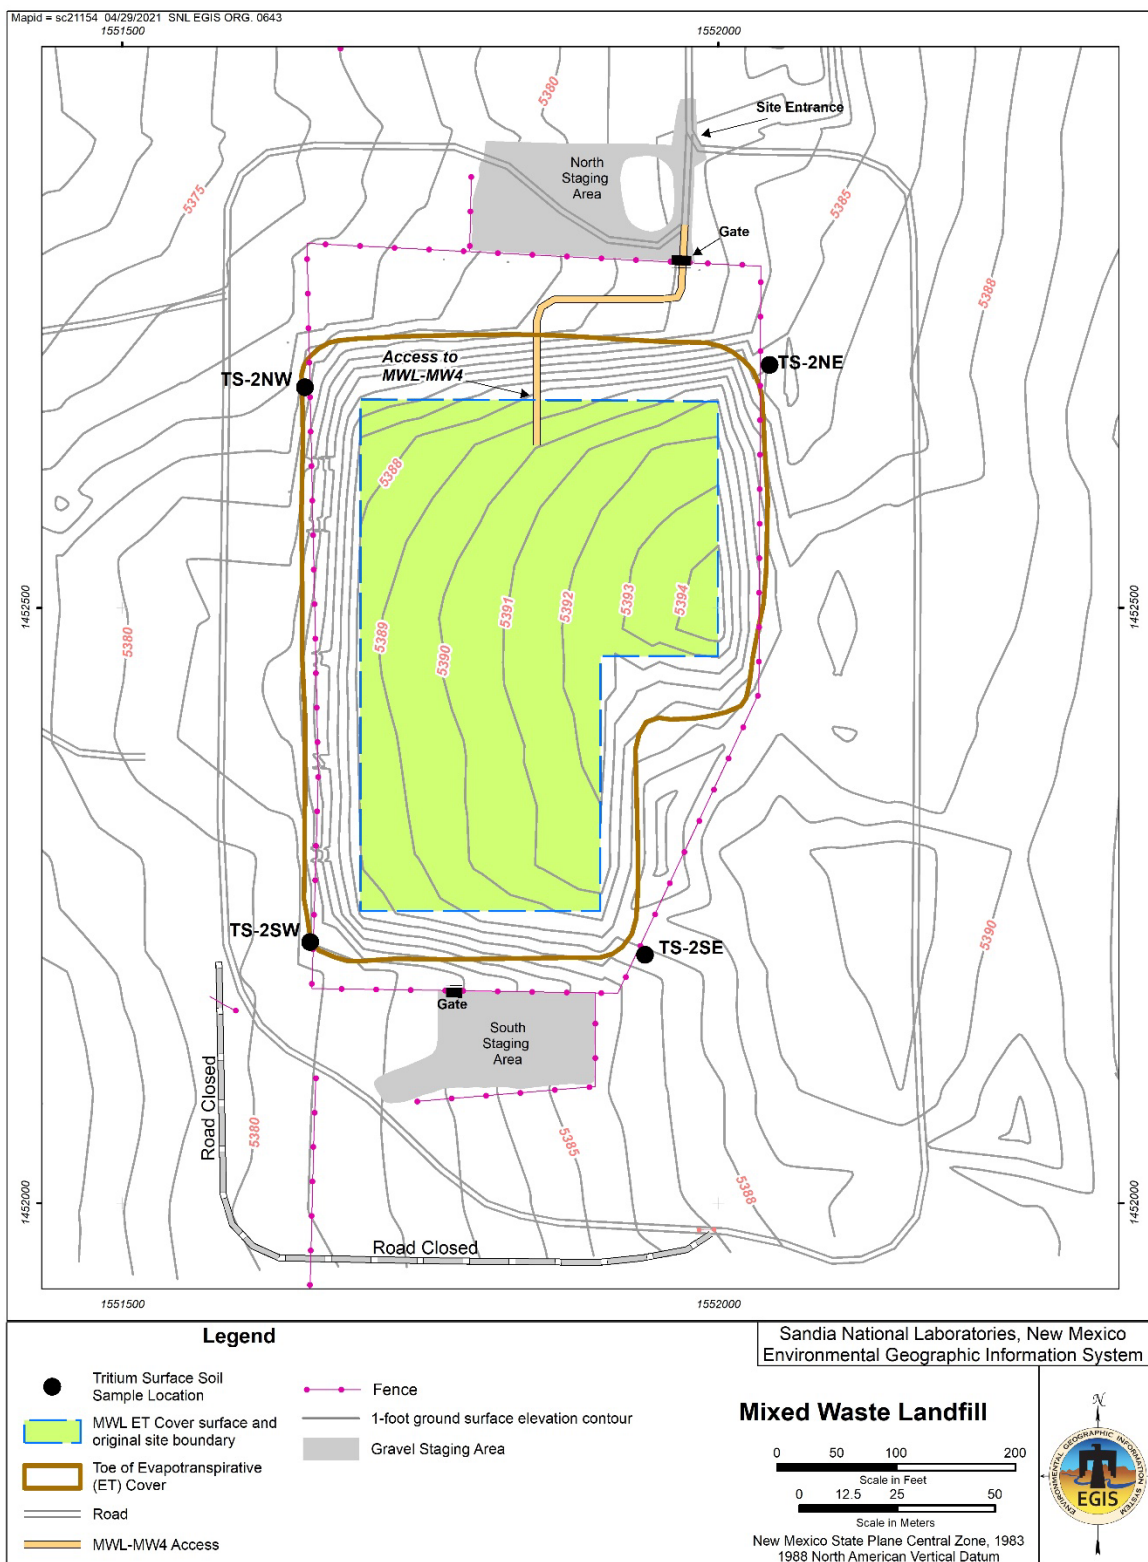 Mapid = sc21154 04/29/2021 SNL EGIS ORG. 0643
1551500
1552000
5380
Site Entrance
North
Staging
Area
5375
5385
Gate
5388
Access to
MWL-MW4
TS-2NW
TS-2NE
5388
1452500
1452500
5380
5389
5390
5391
5392
5393
5394
TS-2SW
TS-2SE
5390
Gate
South
Staging
Area
Road Closed
5380
5385
5388
1452000
1452000
Road Closed
1551500
1552000
Legend
Tritium Surface Soil
Sample Location
MWL ET Cover surface and
original site boundary
Toe of Evapotranspirative
(ET) Cover
Road
MWL-MW4 Access
Fence
1-foot ground surface elevation contour
Gravel Staging Area
Sandia National Laboratories, New Mexico
Environmental Geographic Information System
Mixed Waste Landfill
0 50 100 200
Scale in Feet
0 12.5 25 50
Scale in Meters
New Mexico State Plane Central Zone, 1983
1988 North American Vertical Datum
N
ENVIRONMENTAL GEOGRAPHIC INFORMATION SYSTEM
EGIS